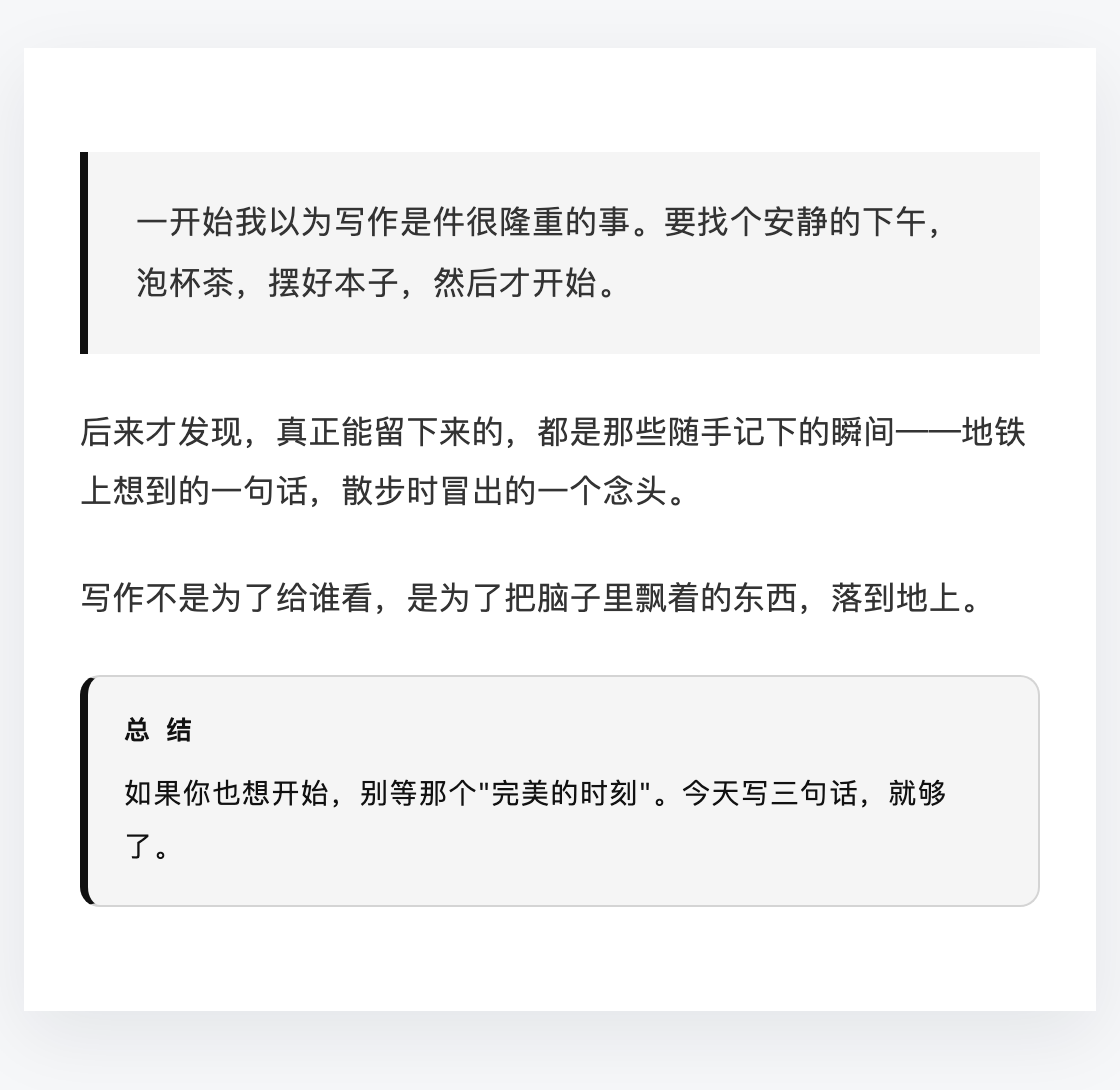 一开始我以为写作是件很隆重的事。要找个安静的下午，
泡杯茶，摆好本子，然后才开始。
后来才发现，真正能留下来的，都是那些随手记下的瞬间——地铁
上想到的一句话，散步时冒出的一个念头。
写作不是为了给谁看，是为了把脑子里飘着的东西，落到地上。
总 结
如果你也想开始，别等那个"完美的时刻"。今天写三句话，就够
了。